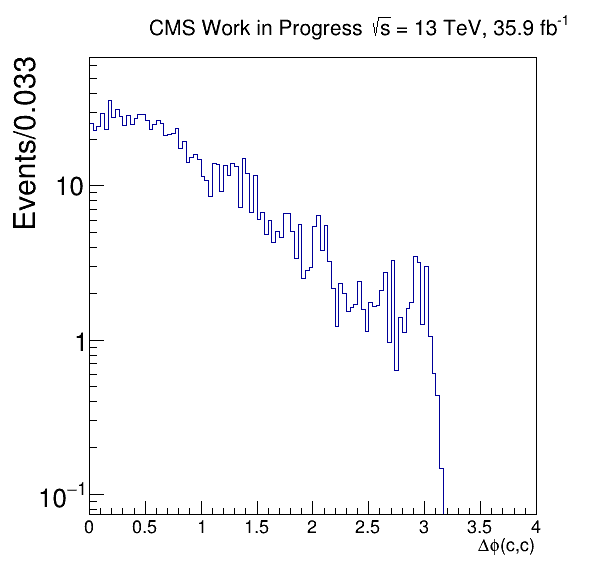 CMS Work in Progress √s = 13 TeV, 35.9 fb⁻¹
Events/0.033
10
1
10⁻¹
0 0.5 1 1.5 2 2.5 3 3.5 4
Δϕ(c,c)